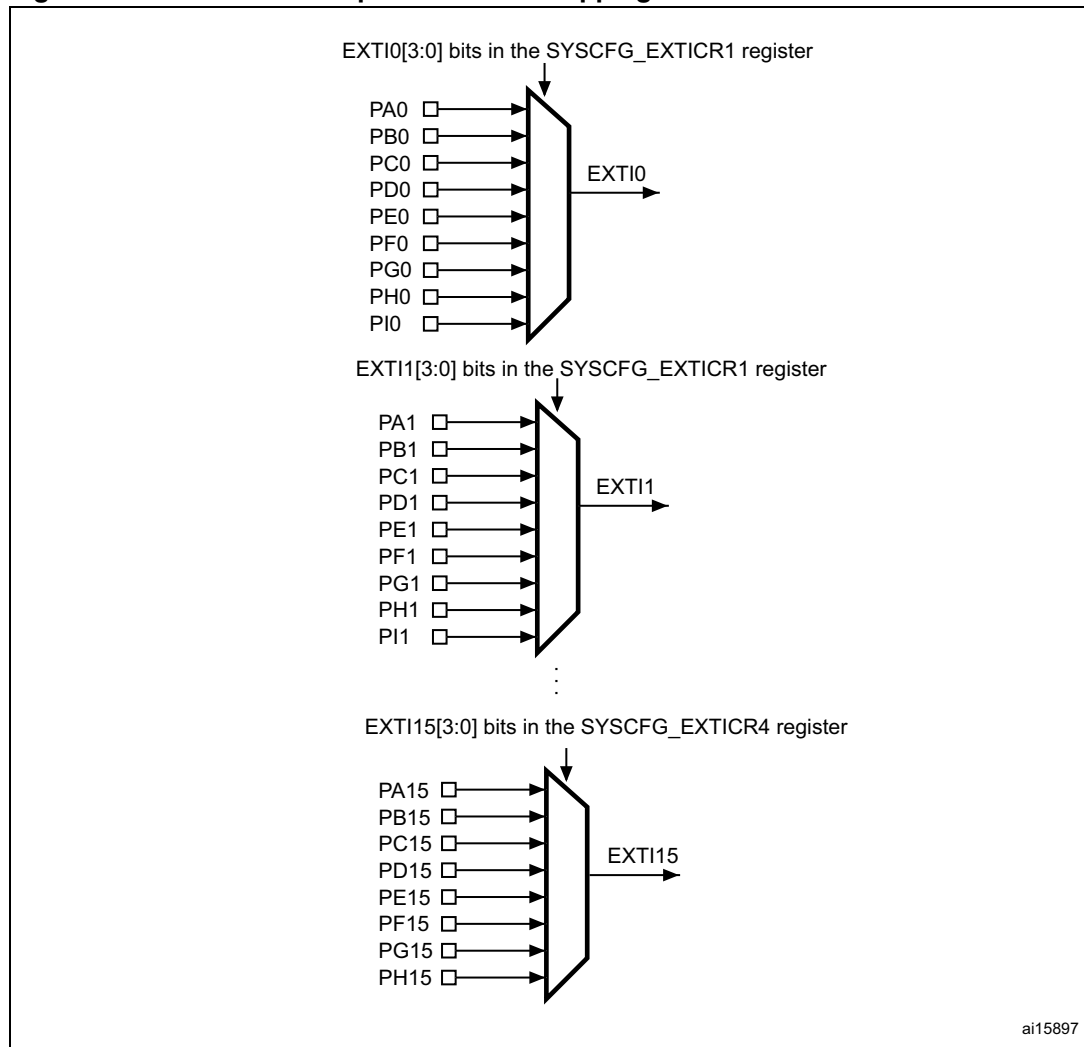 EXTI0[3:0] bits in the SYSCFG_EXTICR1 register
PA0
PB0
PC0
PD0
PE0
PF0
PG0
PH0
PI0
EXTI0
EXTI1[3:0] bits in the SYSCFG_EXTICR1 register
PA1
PB1
PC1
PD1
PE1
PF1
PG1
PH1
PI1
EXTI1
EXTI15[3:0] bits in the SYSCFG_EXTICR4 register
PA15
PB15
PC15
PD15
PE15
PF15
PG15
PH15
EXTI15
ai15897